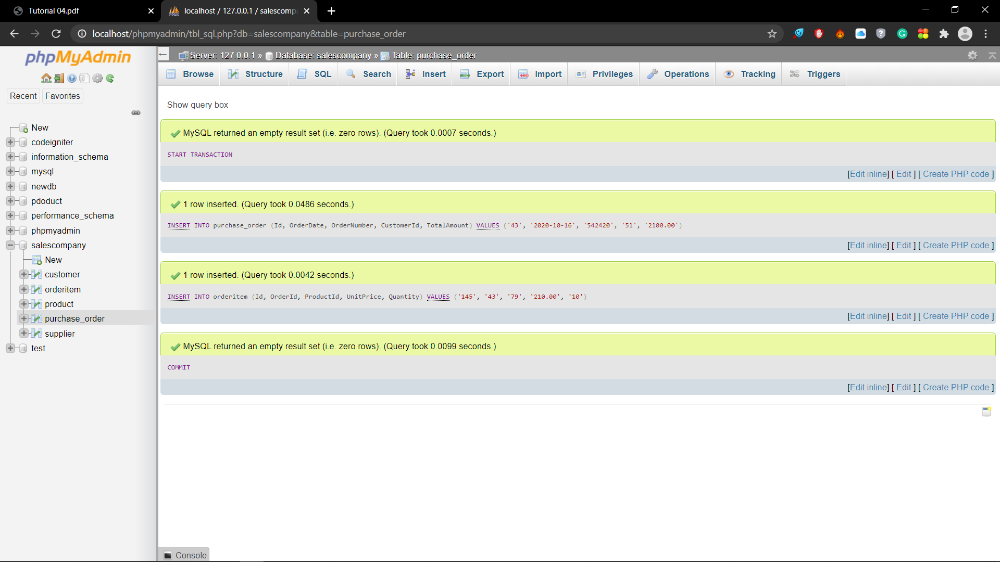 Tutorial 04.pdf
localhost / 127.0.0.1 / salescomp
localhost/phpmyadmin/tbl_sql.php?db=salescompany&table=purchase_order
phpMyAdmin
Recent
Favorites
New
codeigniter
information_schema
mysql
newdb
pdoduct
performance_schema
phpmyadmin
salescompany
New
customer
orderitem
product
purchase_order
supplier
test
Server: 127.0.0.1 » Database: salescompany » Table: purchase_order
Browse Structure SQL Search Insert Export Import Privileges Operations Tracking Triggers
Show query box
MySQL returned an empty result set (i.e. zero rows). (Query took 0.0007 seconds.)
START TRANSACTION
[Edit inline] [ Edit ] [ Create PHP code ]
1 row inserted. (Query took 0.0486 seconds.)
INSERT INTO purchase_order (Id, OrderDate, OrderNumber, CustomerId, TotalAmount) VALUES ('43', '2020-10-16', '542420', '51', '2100.00')
[Edit inline] [ Edit ] [ Create PHP code ]
1 row inserted. (Query took 0.0042 seconds.)
INSERT INTO orderitem (Id, OrderId, ProductId, UnitPrice, Quantity) VALUES ('145', '43', '79', '210.00', '10')
[Edit inline] [ Edit ] [ Create PHP code ]
MySQL returned an empty result set (i.e. zero rows). (Query took 0.0099 seconds.)
COMMIT
[Edit inline] [ Edit ] [ Create PHP code ]
Console